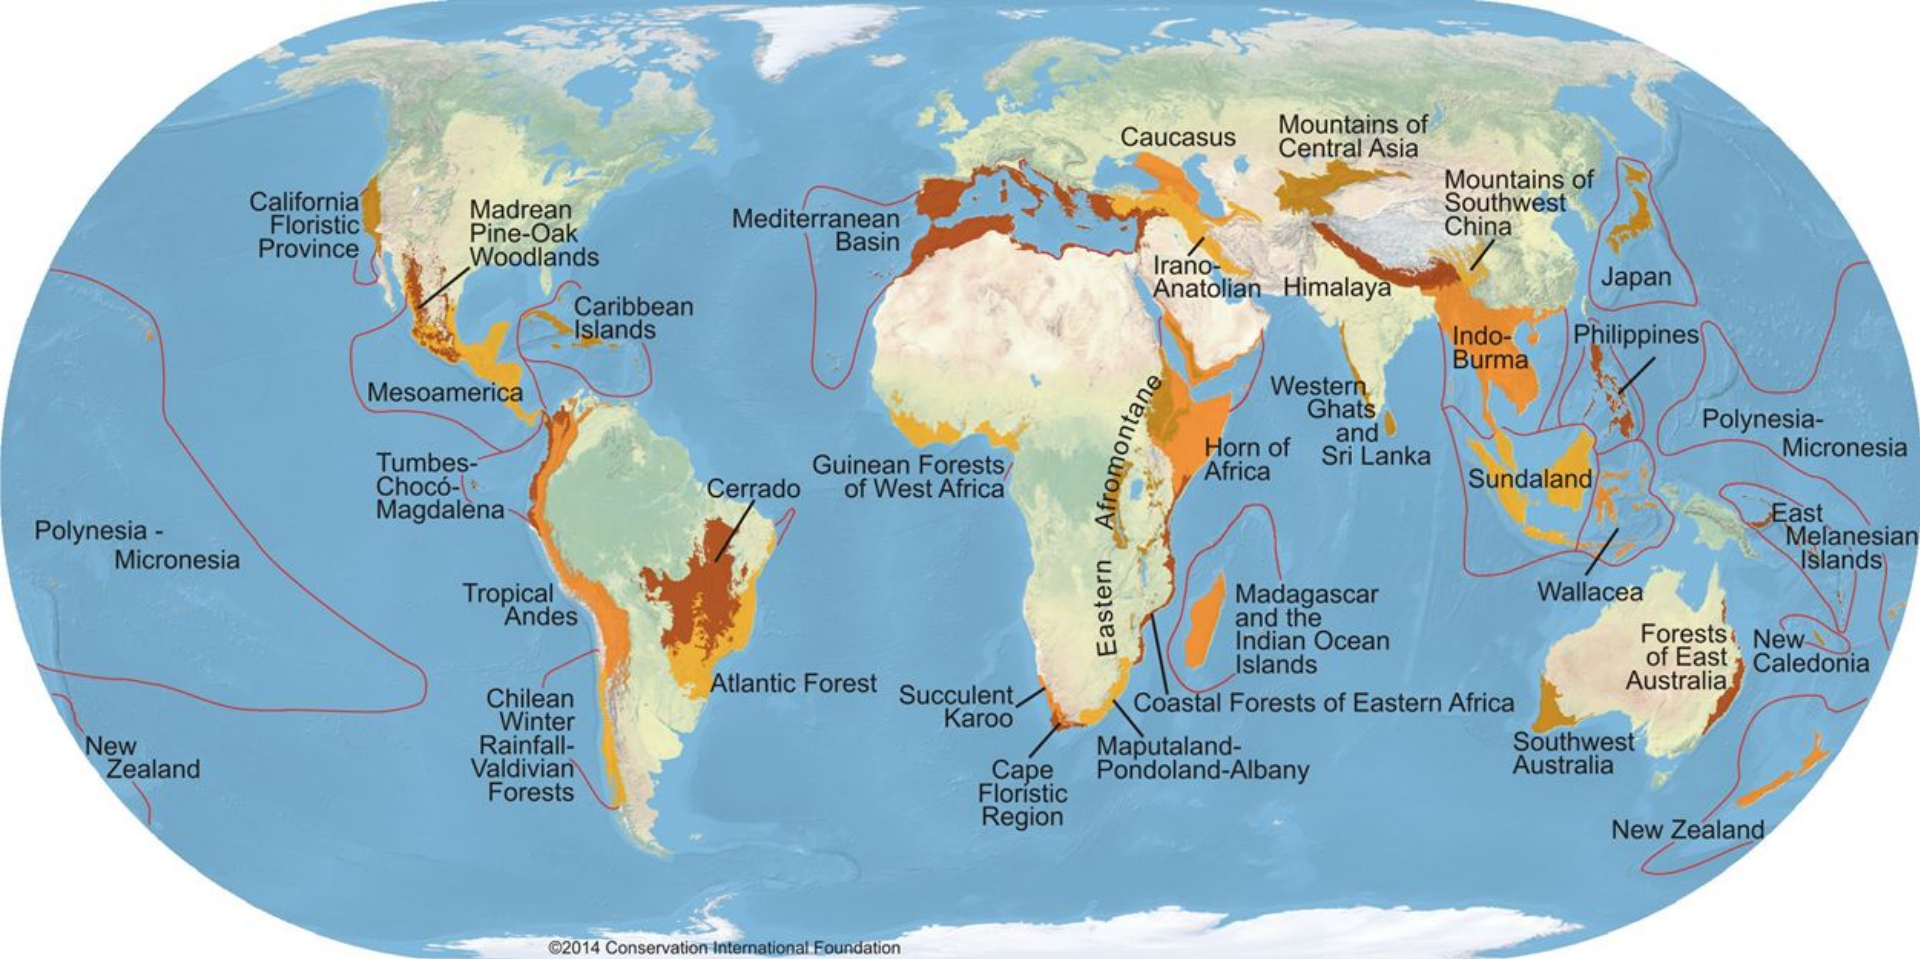 Caucasus
Mountains of
Central Asia
Mountains of
Southwest
China
California
Floristic
Province
Madrean
Pine-Oak
Woodlands
Mediterranean
Basin
Irano-
Anatolian
Himalaya
Japan
Caribbean
Islands
Indo-
Burma
Philippines
Mesoamerica
Western
Ghats
and
Sri Lanka
Polynesia-
Micronesia
Tumbes-
Chocó-
Magdalena
Cerrado
Guinean Forests
of West Africa
Eastern Afromontane
Horn of
Africa
Sundaland
Polynesia -
Micronesia
East
Melanesian
Islands
Tropical
Andes
Madagascar
and the
Indian Ocean
Islands
Wallacea
Forests
of East
Australia
New
Caledonia
Chilean
Winter
Rainfall-
Valdivian
Forests
Atlantic Forest
Succulent
Karoo
Coastal Forests of Eastern Africa
New
Zealand
Cape
Floristic
Region
Maputaland-
Pondoland-Albany
Southwest
Australia
New Zealand
©2014 Conservation International Foundation